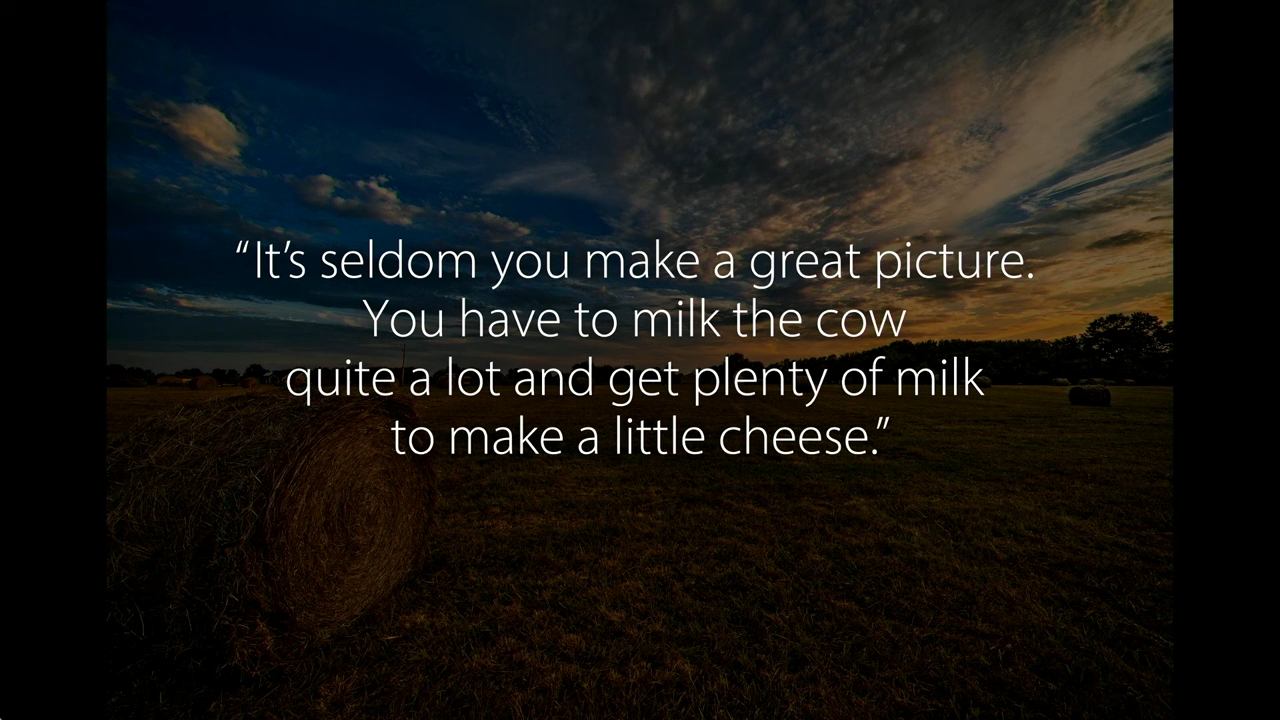 “It’s seldom you make a great picture.
You have to milk the cow
quite a lot and get plenty of milk
to make a little cheese.”